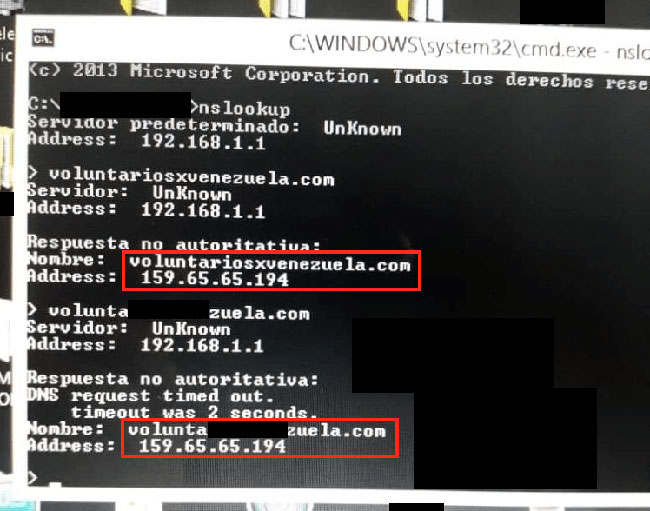 C:\WINDOWS\system32\cmd.exe - nslo
(c) 2013 Microsoft Corporation. Todos los derechos rese
C:\ >nslookup
Servidor predeterminado: UnKnown
Address: 192.168.1.1
> voluntariosxvenezuela.com
Servidor: UnKnown
Address: 192.168.1.1
Respuesta no autoritativa:
Nombre: voluntariosxvenezuela.com
Address: 159.65.65.194
> volunta zuela.com
Servidor: UnKnown
Address: 192.168.1.1
Respuesta no autoritativa:
DNS request timed out.
timeout was 2 seconds.
Nombre: volunta zuela.com
Address: 159.65.65.194
>